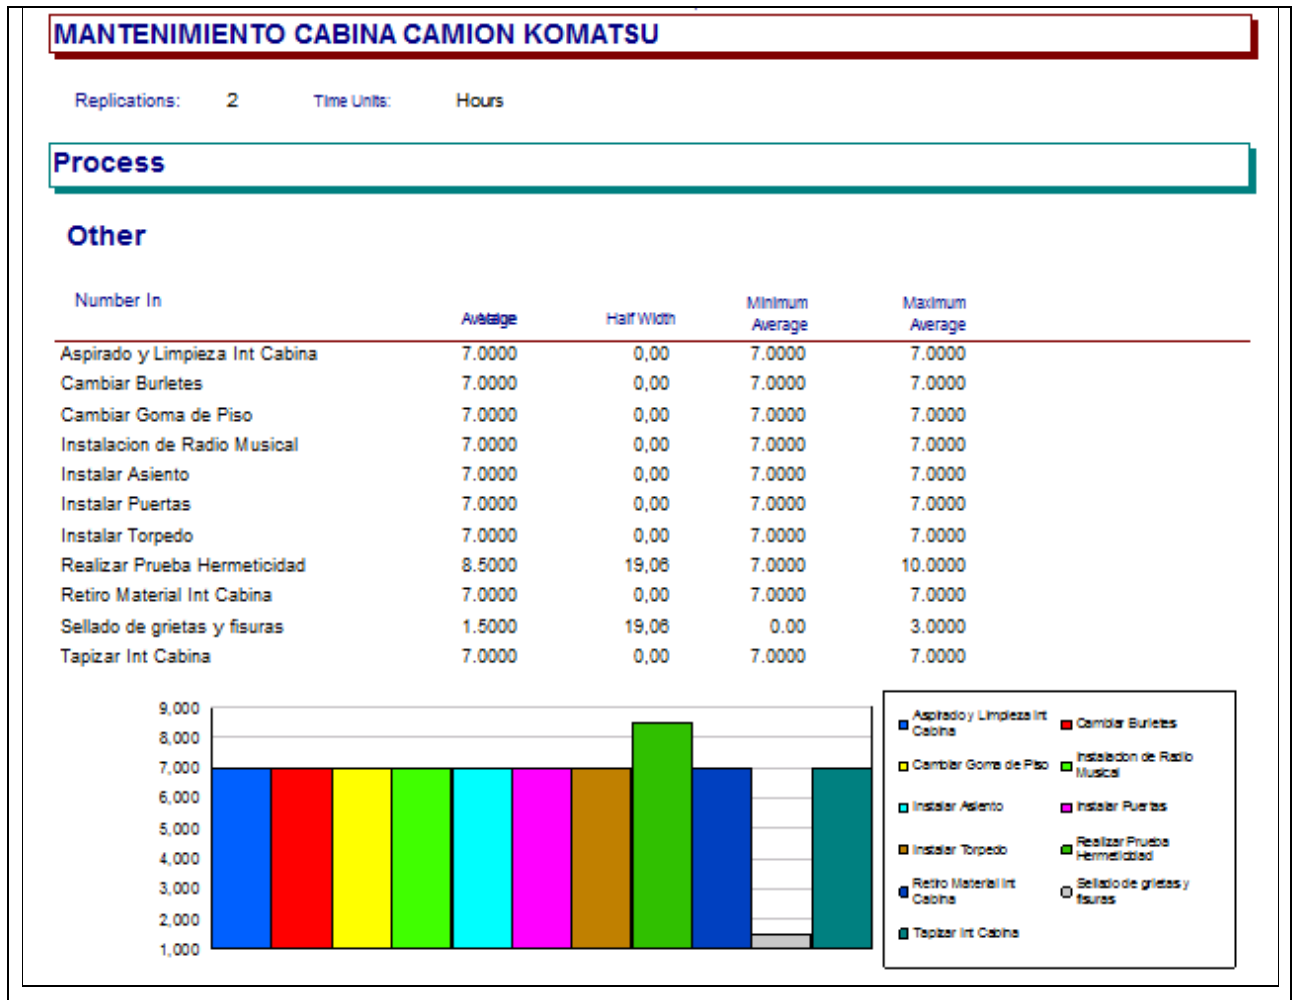 MANTENIMIENTO CABINA CAMION KOMATSU
Replications: 2 Time Units: Hours
Process
Other
Number In
Average Half Width Minimum Average Maximum Average
Aspirado y Limpieza Int Cabina 7.0000 0,00 7.0000 7.0000
Cambiar Burletes 7.0000 0,00 7.0000 7.0000
Cambiar Goma de Piso 7.0000 0,00 7.0000 7.0000
Instalacion de Radio Musical 7.0000 0,00 7.0000 7.0000
Instalar Asiento 7.0000 0,00 7.0000 7.0000
Instalar Puertas 7.0000 0,00 7.0000 7.0000
Instalar Torpedo 7.0000 0,00 7.0000 7.0000
Realizar Prueba Hermeticidad 8.5000 19,06 7.0000 10.0000
Retiro Material Int Cabina 7.0000 0,00 7.0000 7.0000
Sellado de grietas y fisuras 1.5000 19,06 0.00 3.0000
Tapizar Int Cabina 7.0000 0,00 7.0000 7.0000
9,000
8,000
7,000
6,000
5,000
4,000
3,000
2,000
1,000
Aspirado y Limpieza Int
Cabina
Cambiar Burletes
Cambiar Goma de Piso
Instalacion de Radio
Musical
Instalar Asiento
Instalar Puertas
Instalar Torpedo
Realizar Prueba
Hermeticidad
Retiro Material Int
Cabina
Sellado de grietas y
fisuras
Tapizar Int Cabina